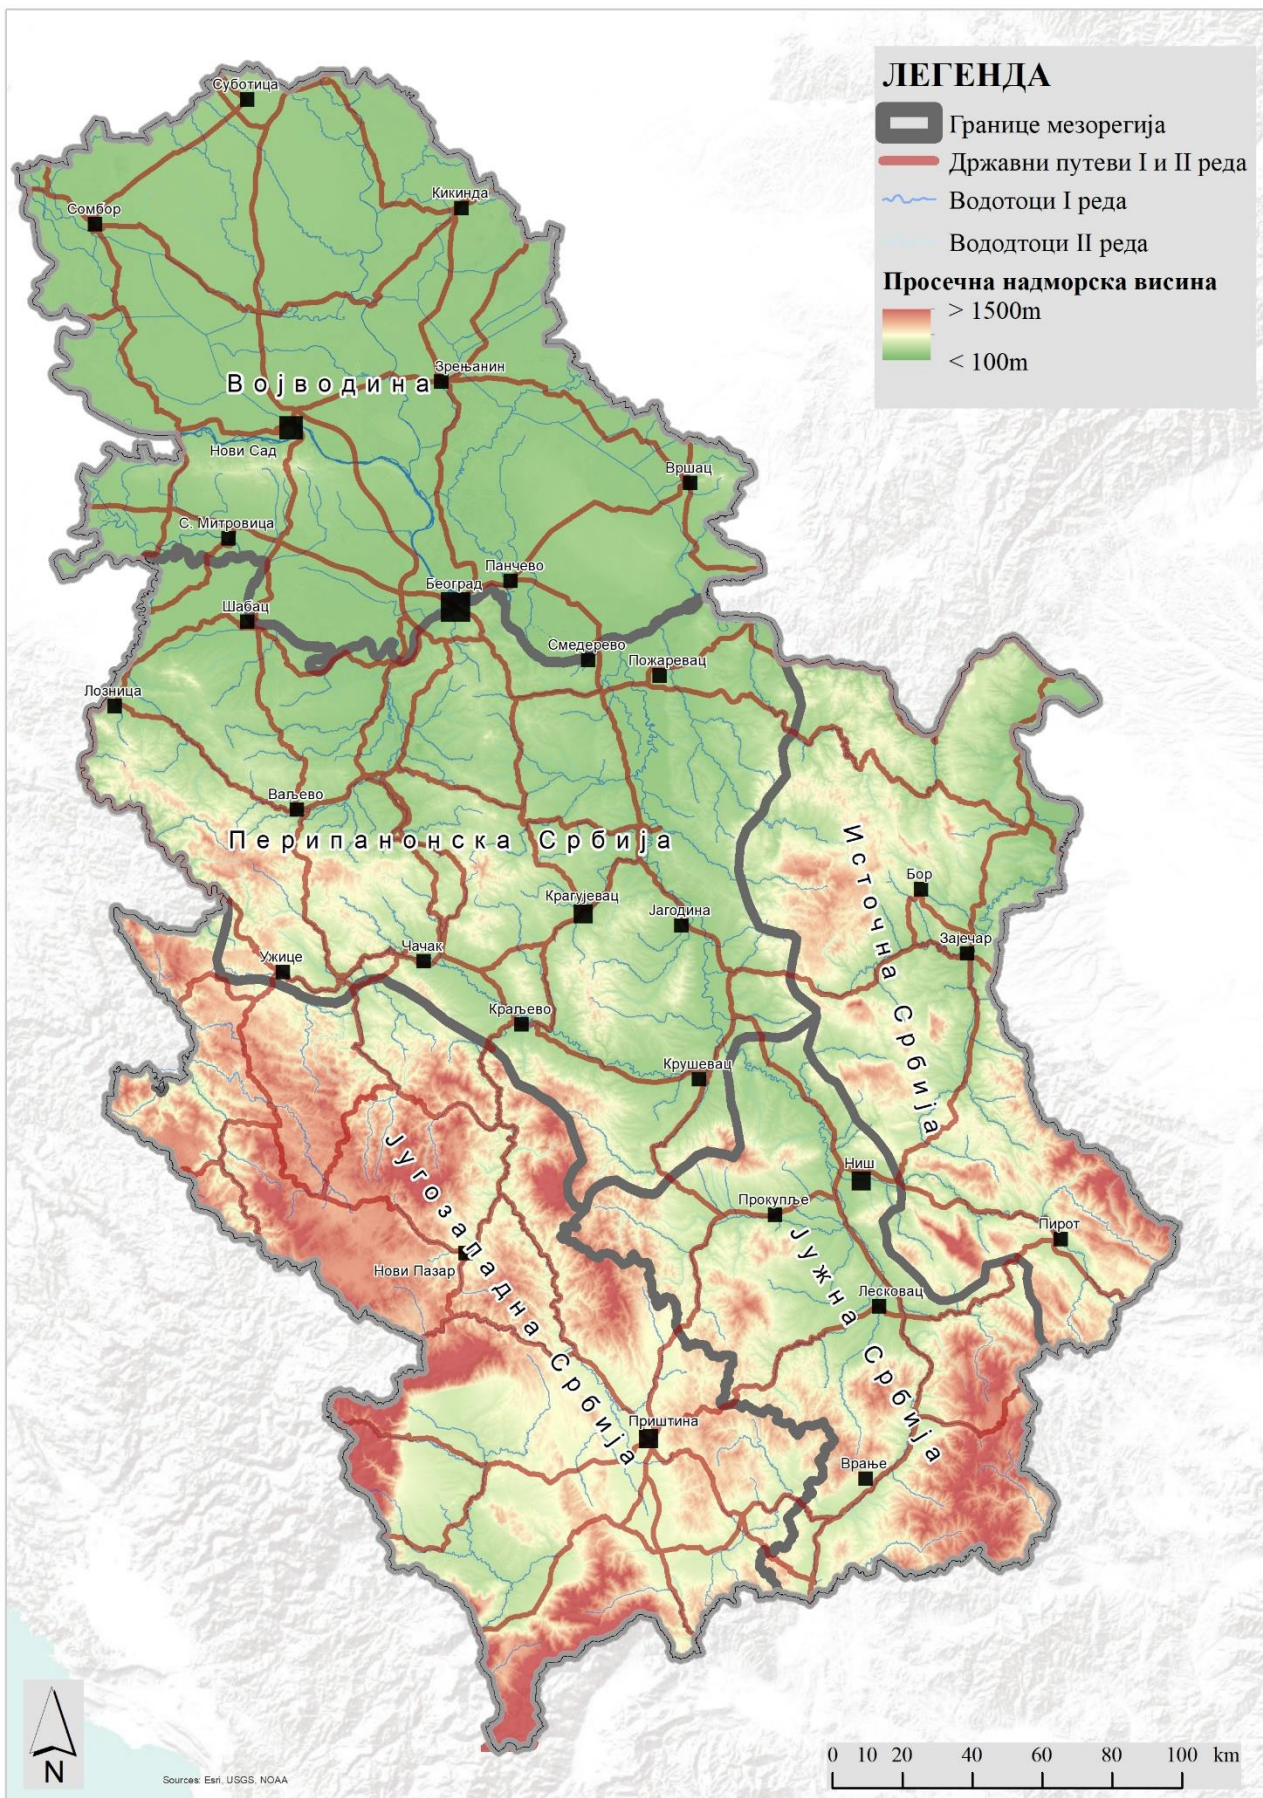 ЛЕГЕНДА
Границе мезорегија
Државни путеви I и II реда
Водотоци I реда
Вододтоци II реда
Просечна надморска висина
> 1500m
< 100m
Суботица
Кикинда
Сомбор
Зрењанин
Војводина
Нови Сад
Вршац
С. Митровица
Панчево
Београд
Шабац
Смедерево
Пожаревац
Лозница
Ваљево
Перипанонска Србија
Источна Србија
Бор
Крагујевац
Јагодина
Зајечар
Чачак
Ужице
Краљево
Крушевац
Југозападна Србија
Ниш
Прокупље
Јужна Србија
Пирот
Нови Пазар
Лесковац
Приштина
Врање
N
Sources: Esri, USGS, NOAA
0 10 20 40 60 80 100 km